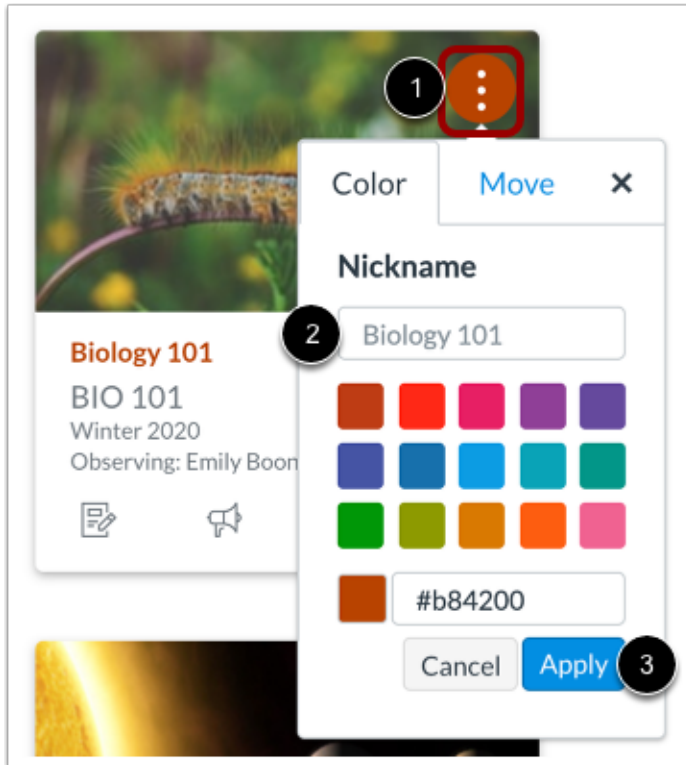 1
Color Move ×
Nickname
2
Biology 101
Biology 101
BIO 101
Winter 2020
Observing: Emily Boon
#b84200
Cancel Apply 3